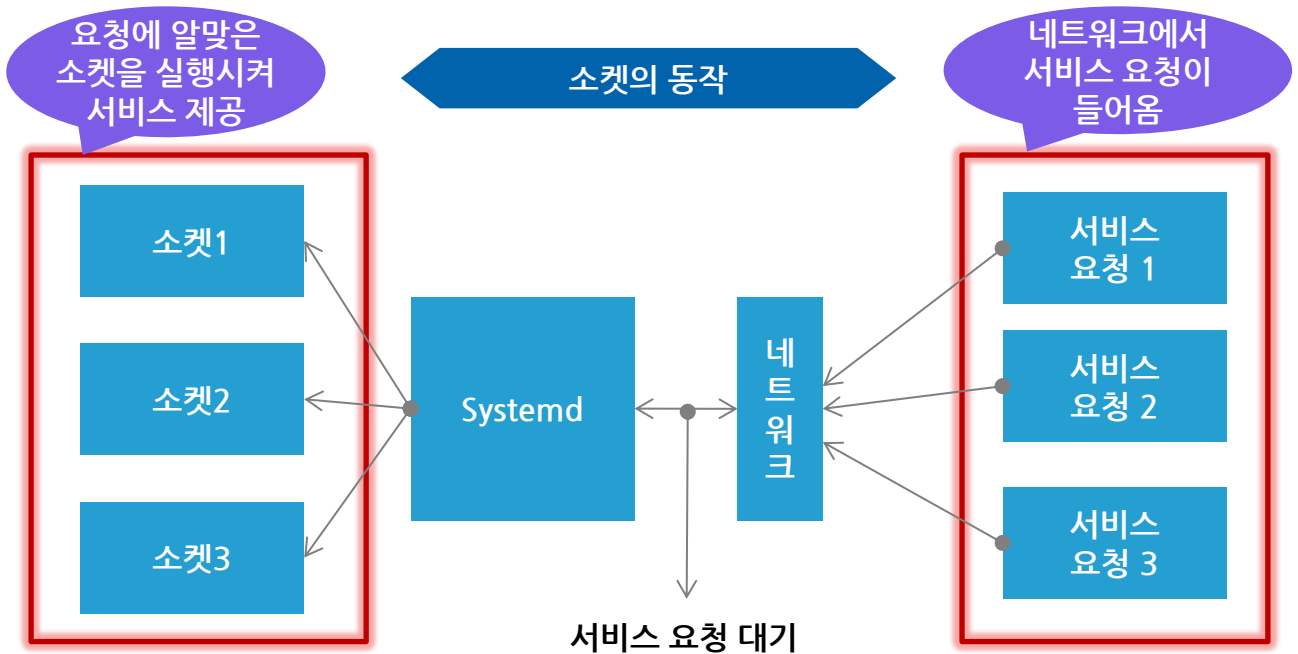 요청에 알맞은
소켓을 실행시켜
서비스 제공
소켓의 동작
네트워크에서
서비스 요청이
들어옴
소켓1
소켓2
소켓3
Systemd
네
트
워
크
서비스
요청 1
서비스
요청 2
서비스
요청 3
서비스 요청 대기